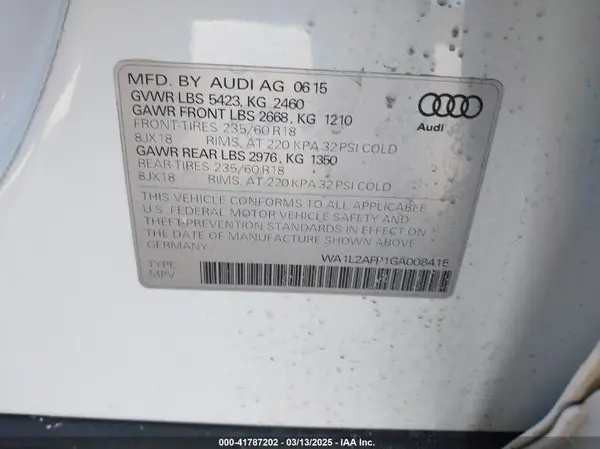 MFD. BY AUDI AG 06 15
GVWR LBS 5423, KG 2460
GAWR FRONT LBS 2668, KG 1210
FRONT-TIRES 235/60 R18
8JX18 RIMS, AT 220 KPA 32 PSI COLD
GAWR REAR LBS 2976, KG 1350
REAR-TIRES 235/60 R18
8JX18 RIMS, AT 220 KPA 32 PSI COLD
THIS VEHICLE CONFORMS TO ALL APPLICABLE
U.S. FEDERAL MOTOR VEHICLE SAFETY AND
THEFT-PREVENTION STANDARDS IN EFFECT ON
THE DATE OF MANUFACTURE SHOWN ABOVE
GERMANY
TYPE WA1L2AFP1GA008415
MPV
Audi
00-41787202 — 03/13/2025 — IAA Inc.